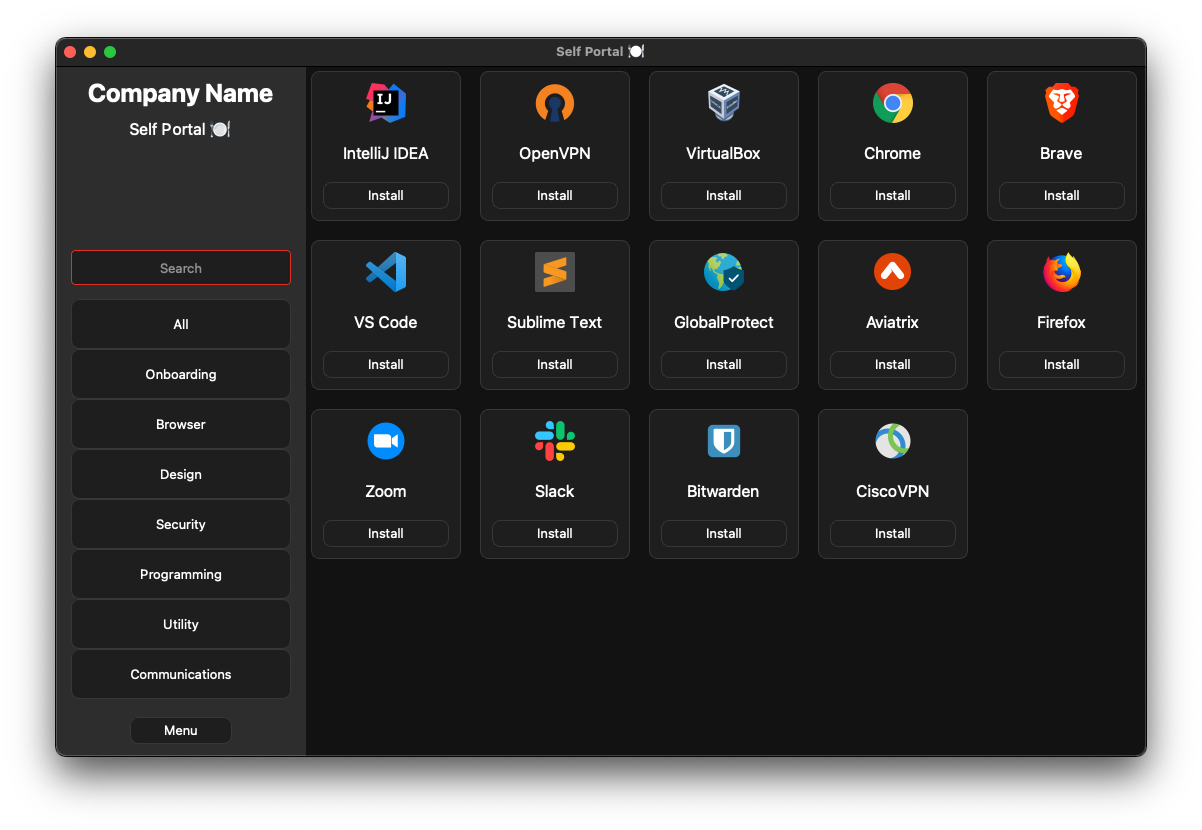 Self Portal 🍽️
Company Name
Self Portal 🍽️
Search
All
Onboarding
Browser
Design
Security
Programming
Utility
Communications
Menu
IJ
IntelliJ IDEA
Install
OpenVPN
Install
VirtualBox
Install
Chrome
Install
Brave
Install
VS Code
Install
Sublime Text
Install
GlobalProtect
Install
Aviatrix
Install
Firefox
Install
Zoom
Install
Slack
Install
Bitwarden
Install
CiscoVPN
Install